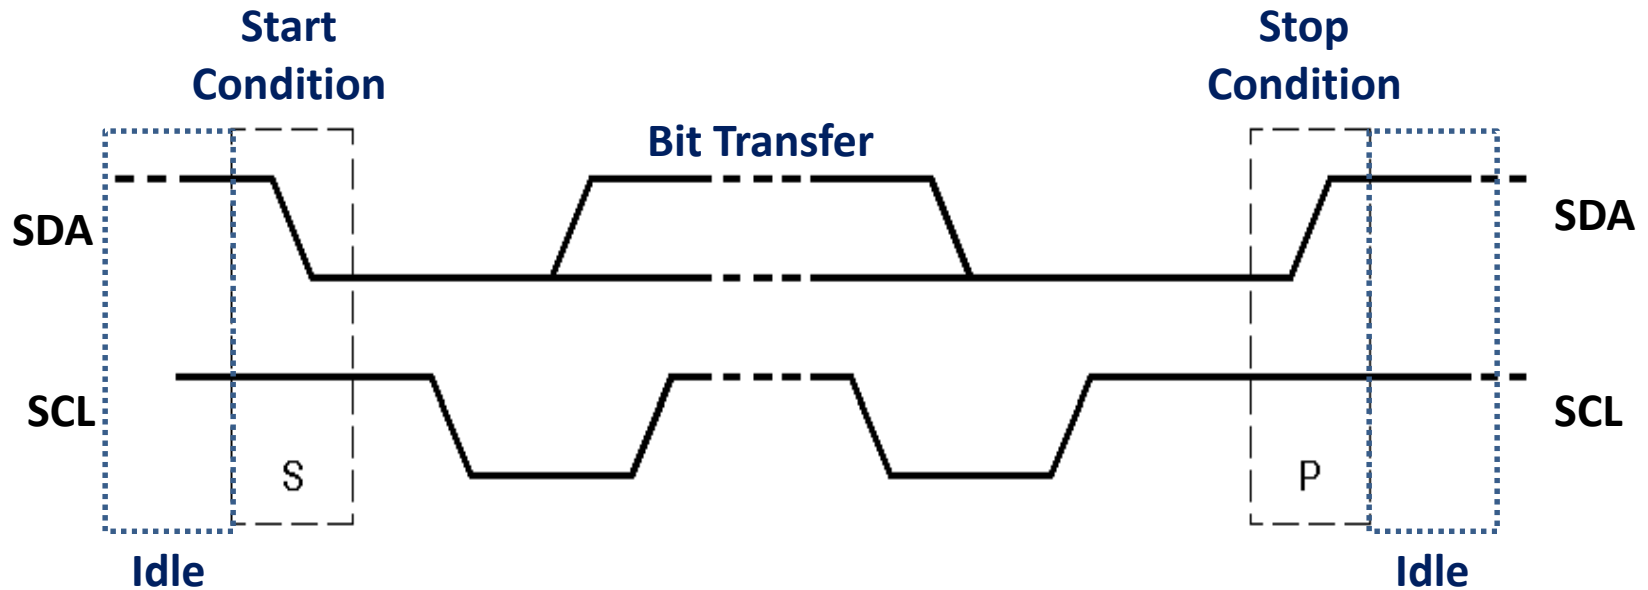 Start
Condition
Stop
Condition
Bit Transfer
SDA
SDA
SCL
SCL
S
P
Idle
Idle